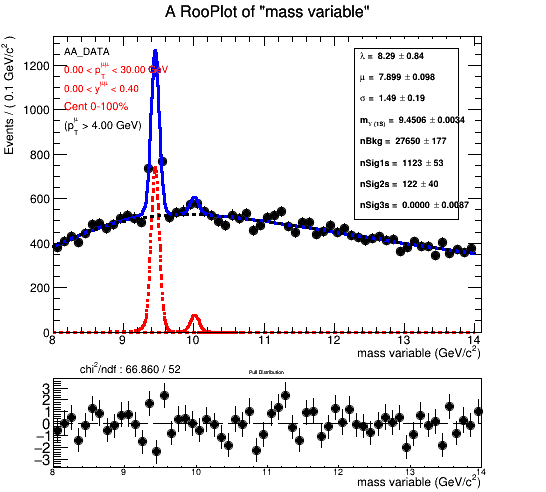 A RooPlot of "mass variable"
Events / ( 0.1 GeV/c² )
AA_DATA
0.00 < p_T^μμ < 30.00 GeV
0.00 < y^μμ < 0.40
Cent 0-100%
(p_T^μ > 4.00 GeV)
λ = 8.29 ± 0.84
μ = 7.899 ± 0.098
σ = 1.49 ± 0.19
m_ϒ(1S) = 9.4506 ± 0.0034
nBkg = 27650 ± 177
nSig1s = 1123 ± 53
nSig2s = 122 ± 40
nSig3s = 0.0000 ± 0.0087
1200
1000
800
600
400
200
0
8 9 10 11 12 13 14
mass variable (GeV/c²)
chi²/ndf : 66.860 / 52
Pull Distribution
3
2
1
0
−1
−2
−3
8 9 10 11 12 13 14
mass variable (GeV/c²)